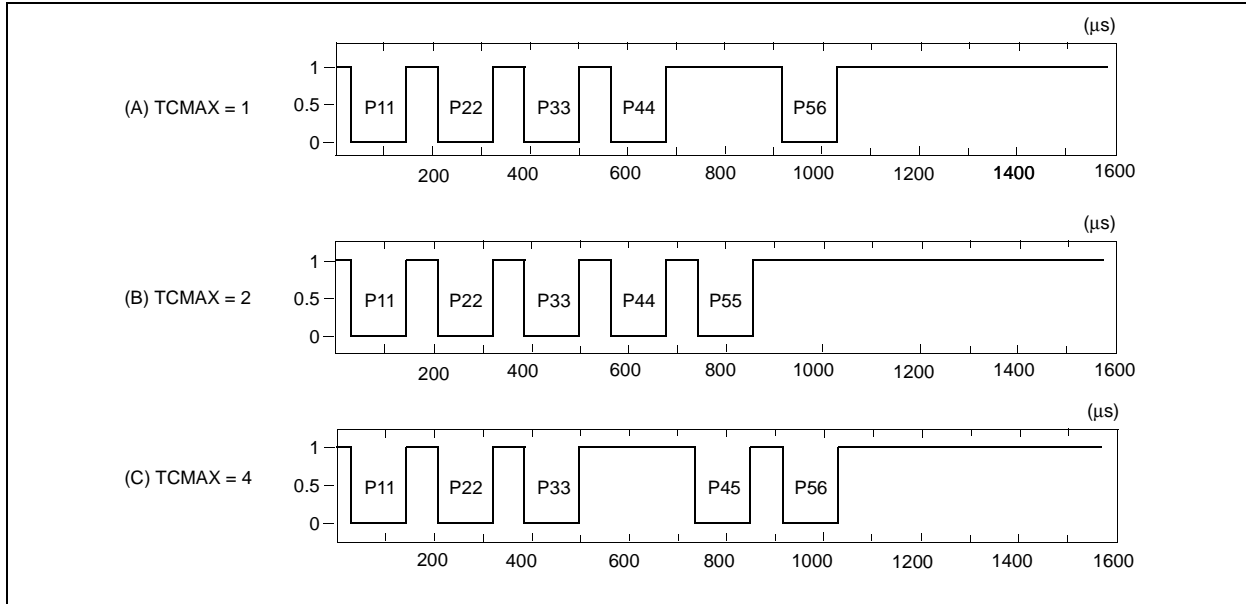 (μs)
1
(A) TCMAX = 1
0.5
P11 P22 P33 P44 P56
0
200 400 600 800 1000 1200 1400 1600
(μs)
1
(B) TCMAX = 2
0.5
P11 P22 P33 P44 P55
0
200 400 600 800 1000 1200 1400 1600
(μs)
1
(C) TCMAX = 4
0.5
P11 P22 P33 P45 P56
0
200 400 600 800 1000 1200 1400 1600